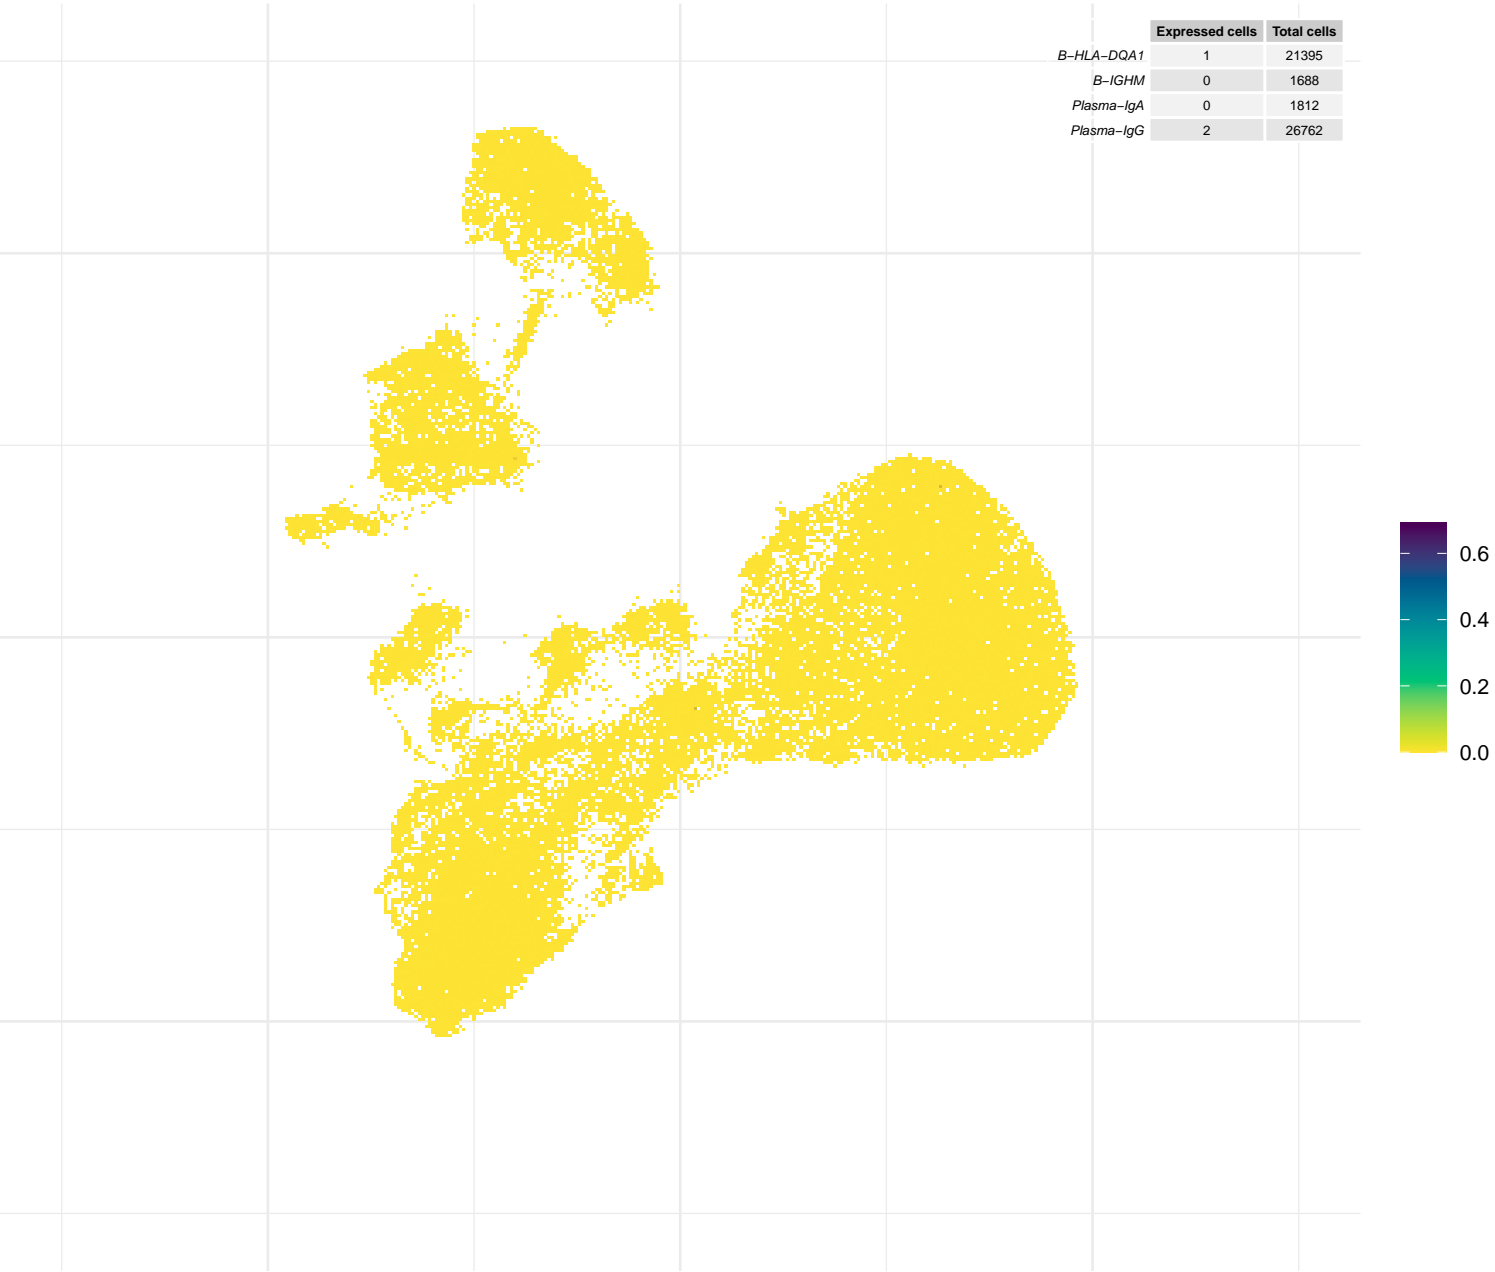 Expressed cells Total cells
B−HLA−DQA1 1 21395
B−IGHM 0 1688
Plasma−IgA 0 1812
Plasma−IgG 2 26762
0.6
0.4
0.2
0.0